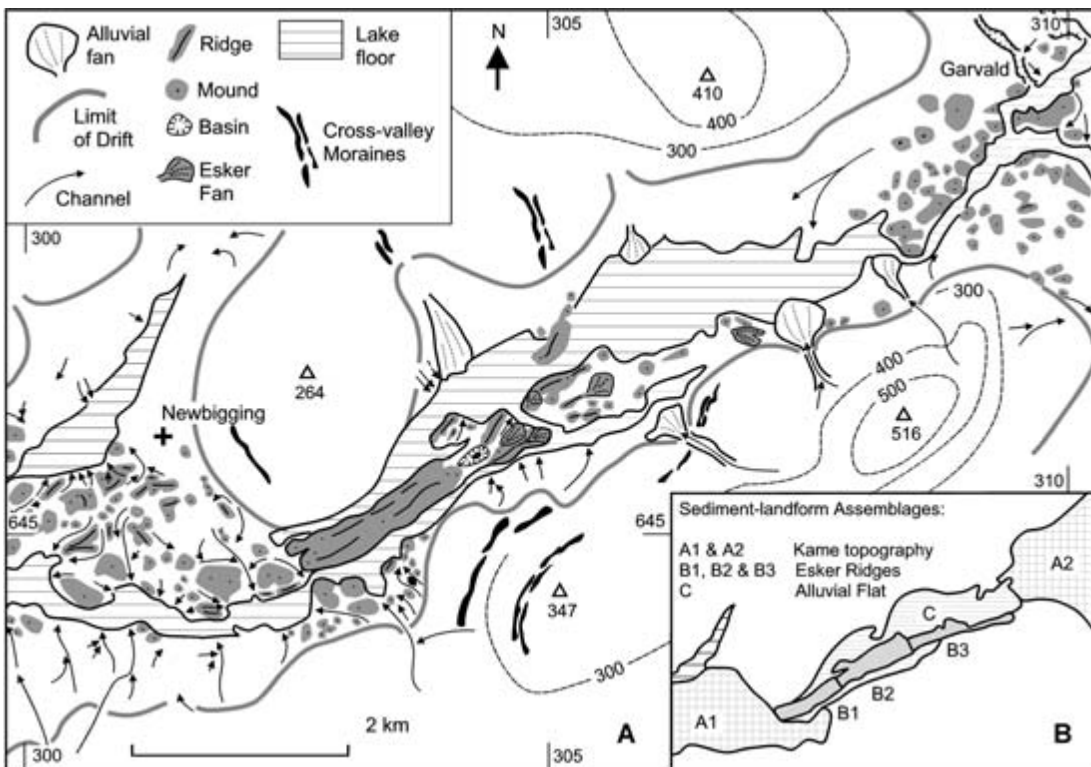 Alluvial
fan
Ridge
Lake
floor
Mound
Limit
of Drift
Basin
Cross-valley
Moraines
Channel
Esker
Fan
N
305
310
Garvald
410
400
300
300
264
Newbigging
300
400
500
516
310
645
645
347
300
2 km
A
300
305
Sediment-landform Assemblages:
A1 & A2 Kame topography
B1, B2 & B3 Esker Ridges
C Alluvial Flat
A2
C
B3
B2
B1
A1
B